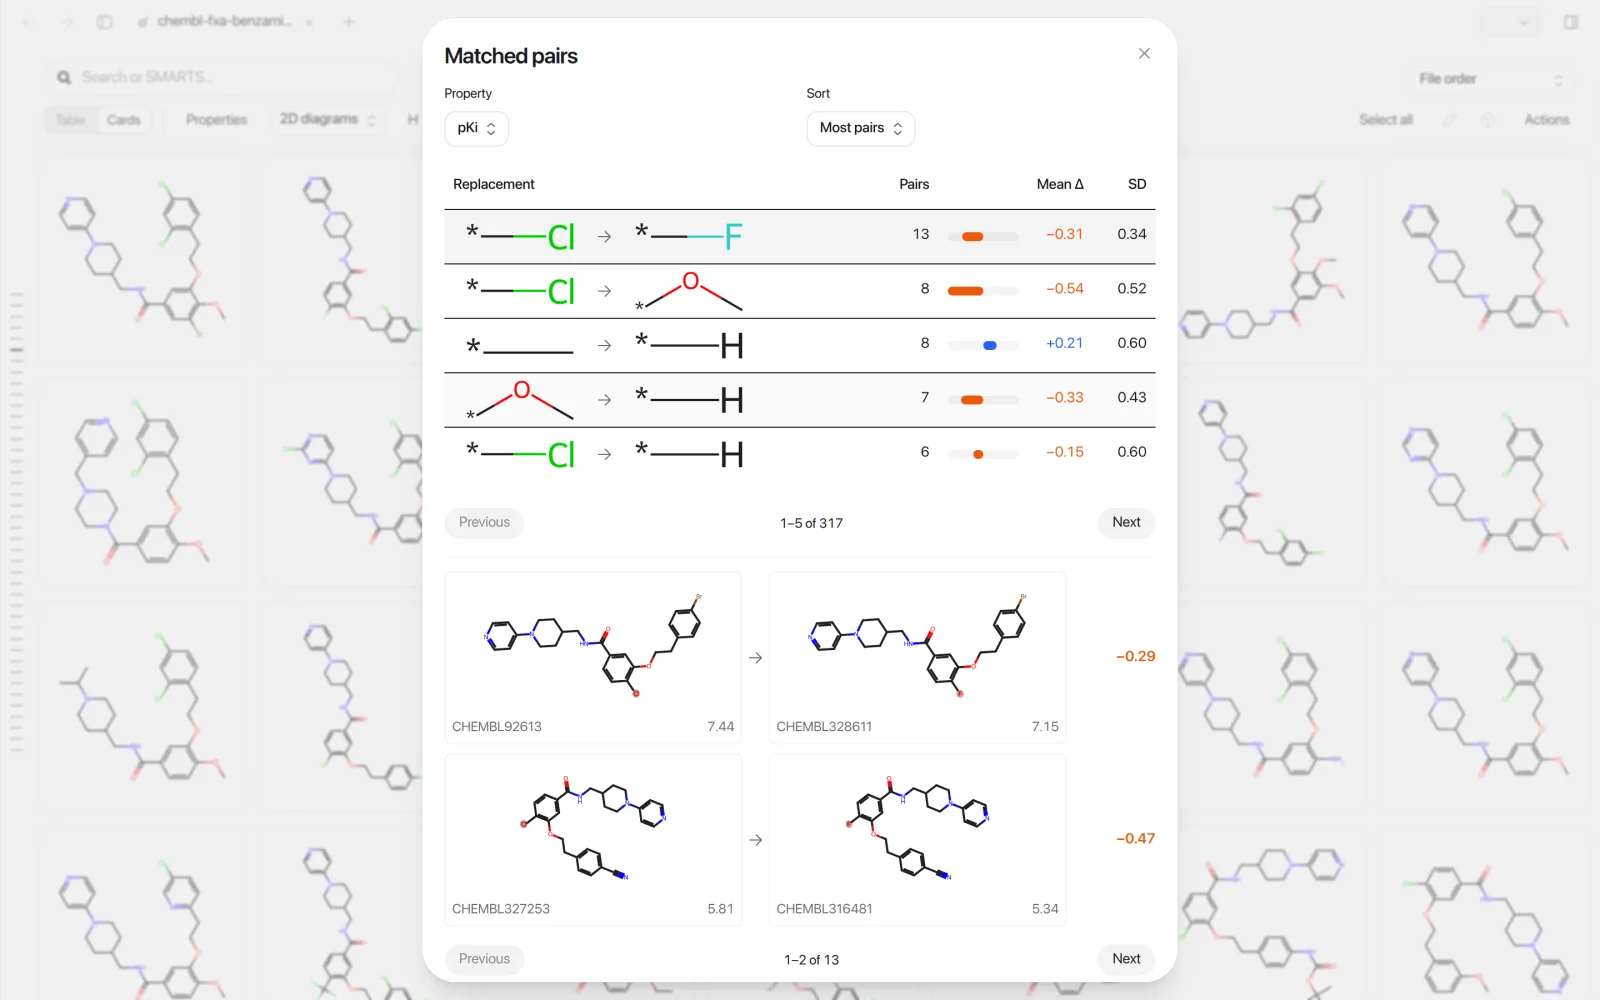 chembl-fxa-benzami...
Search or SMARTS...
File order
Table Cards Properties 2D diagrams H
Select all Actions
Matched pairs
Property Sort
pKi Most pairs
Replacement Pairs Mean Δ SD
*Cl → *F 13 −0.31 0.34
*Cl → *O 8 −0.54 0.52
* → *H 8 +0.21 0.60
*O → *H 7 −0.33 0.43
*Cl → *H 6 −0.15 0.60
Previous 1–5 of 317 Next
−0.29
CHEMBL92613 7.44 CHEMBL328611 7.15
−0.47
CHEMBL327253 5.81 CHEMBL316481 5.34
Previous 1–2 of 13 Next